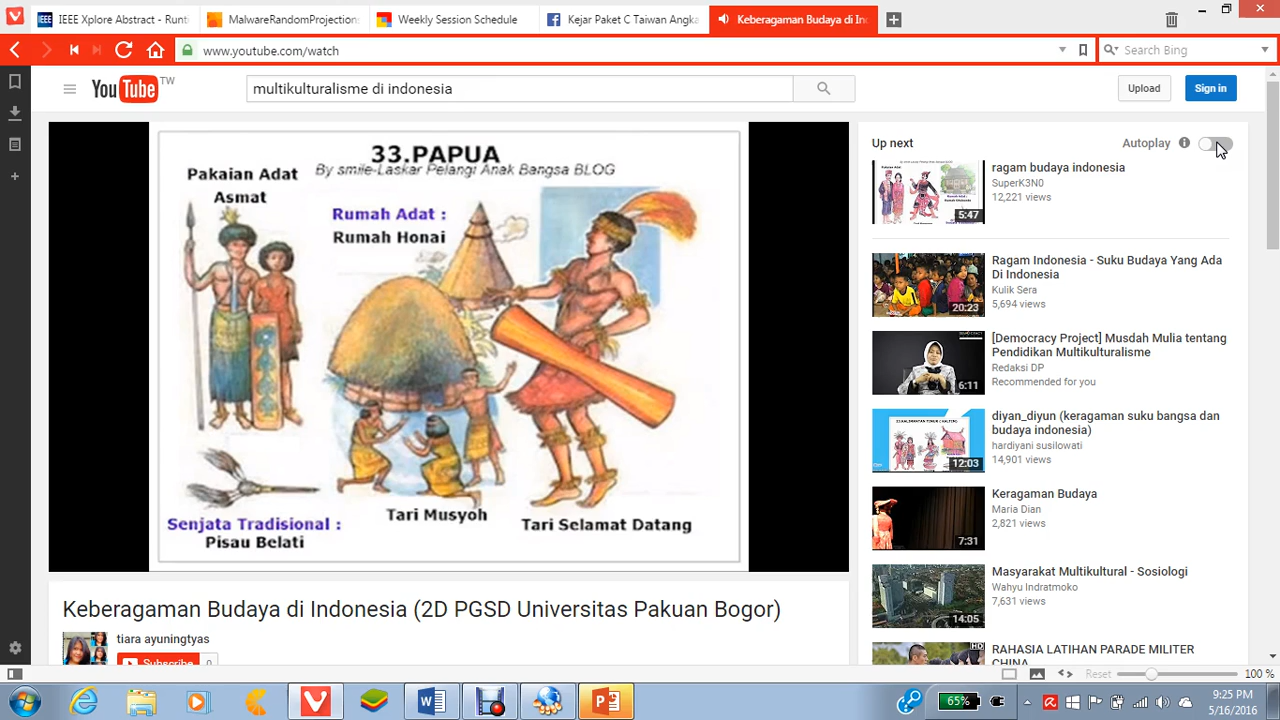 IEEE Xplore Abstract - Runti
MalwareRandomProjection
Weekly Session Schedule
Kejar Paket C Taiwan Angka
Keberagaman Budaya di In
www.youtube.com/watch
Search Bing
YouTube TW
multikulturalisme di indonesia
Upload
Sign in
33.PAPUA
By smile-Laskar Pelangi Anak Bangsa BLOG
Pakaian Adat
Asmat
Rumah Adat :
Rumah Honai
Tari Musyoh
Tari Selamat Datang
Senjata Tradisional :
Pisau Belati
Keberagaman Budaya di Indonesia (2D PGSD Universitas Pakuan Bogor)
tiara ayuningtyas
Subscribe 0
Up next
Autoplay
ragam budaya indonesia
SuperK3N0
12,221 views
5:47
Ragam Indonesia - Suku Budaya Yang Ada
Di Indonesia
Kulik Sera
5,694 views
20:23
[Democracy Project] Musdah Mulia tentang
Pendidikan Multikulturalisme
Redaksi DP
Recommended for you
6:11
diyan_diyun (keragaman suku bangsa dan
budaya indonesia)
hardiyani susilowati
14,901 views
12:03
Keragaman Budaya
Maria Dian
2,821 views
7:31
Masyarakat Multikultural - Sosiologi
Wahyu Indratmoko
7,631 views
14:05
RAHASIA LATIHAN PARADE MILITER
CHINA
HD
Reset
100 %
65%
9:25 PM
5/16/2016